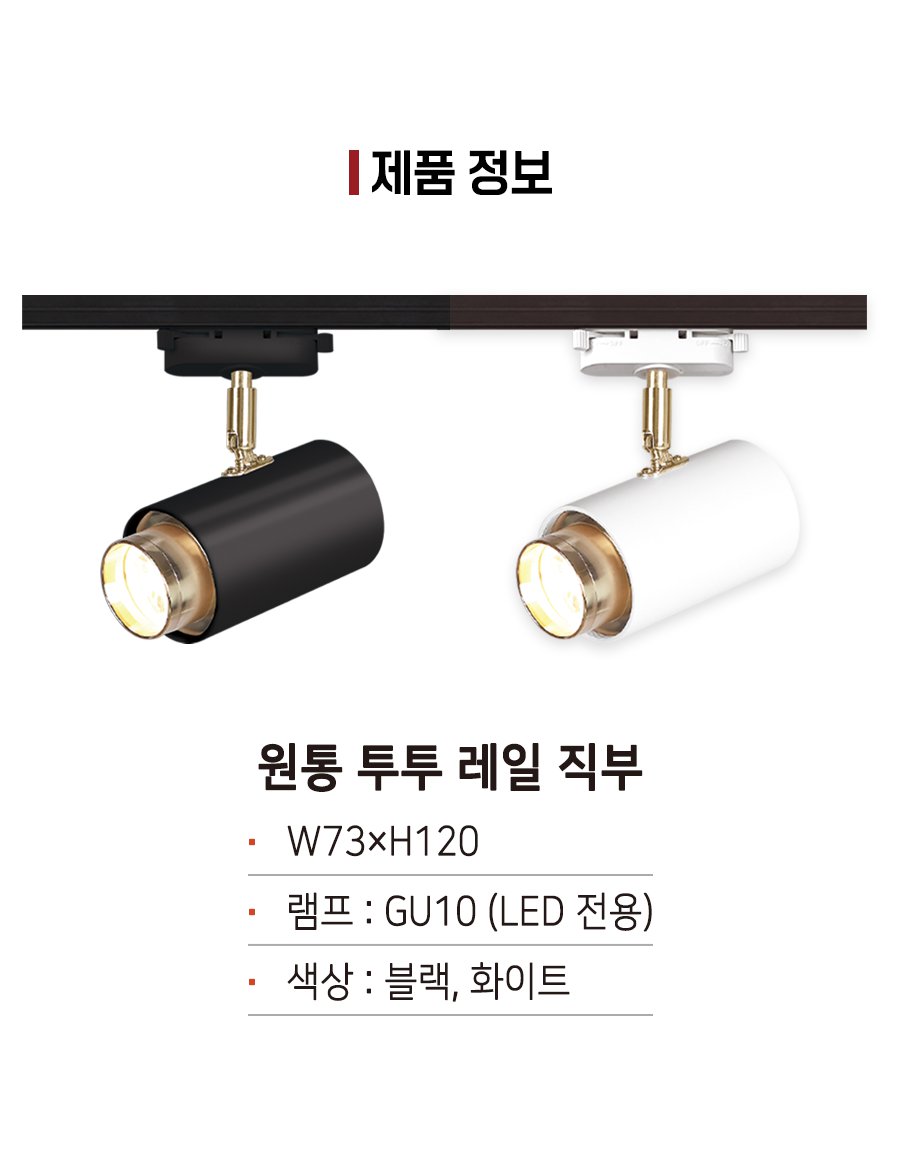 제품 정보
원통 투투 레일 직부
W73×H120
램프 : GU10 (LED 전용)
색상 : 블랙, 화이트